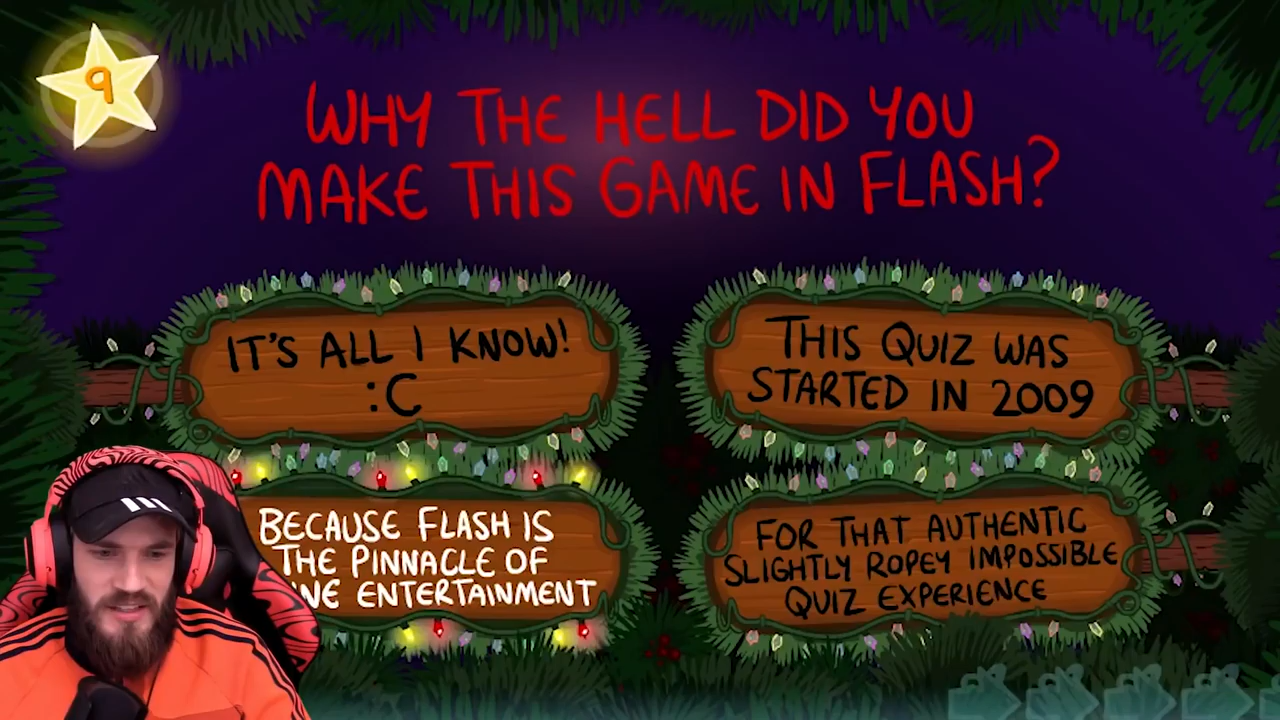 9
WHY THE HELL DID YOU
MAKE THIS GAME IN FLASH?
IT'S ALL I KNOW!
:C
THIS QUIZ WAS
STARTED IN 2009
BECAUSE FLASH IS
THE PINNACLE OF
ENTERTAINMENT
FOR THAT AUTHENTIC
SLIGHTLY ROPEY IMPOSSIBLE
QUIZ EXPERIENCE